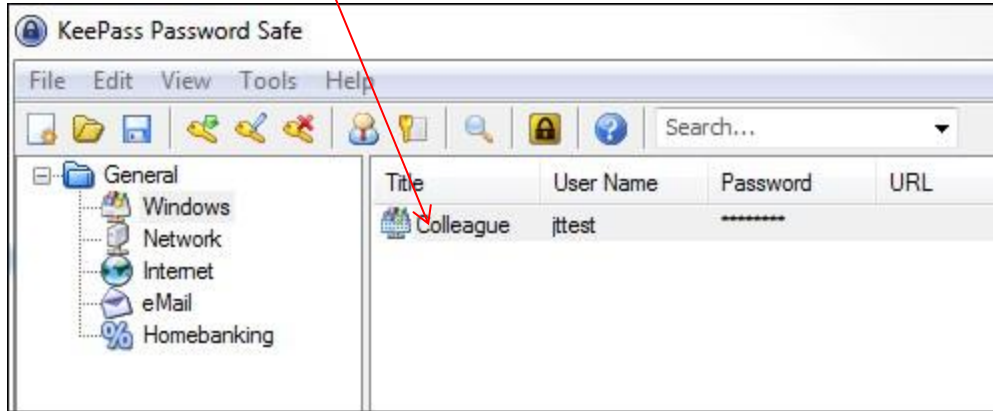 KeePass Password Safe
File Edit View Tools Help
Search...
General
Windows
Network
Internet
eMail
Homebanking
Title User Name Password URL
Colleague jttest ********